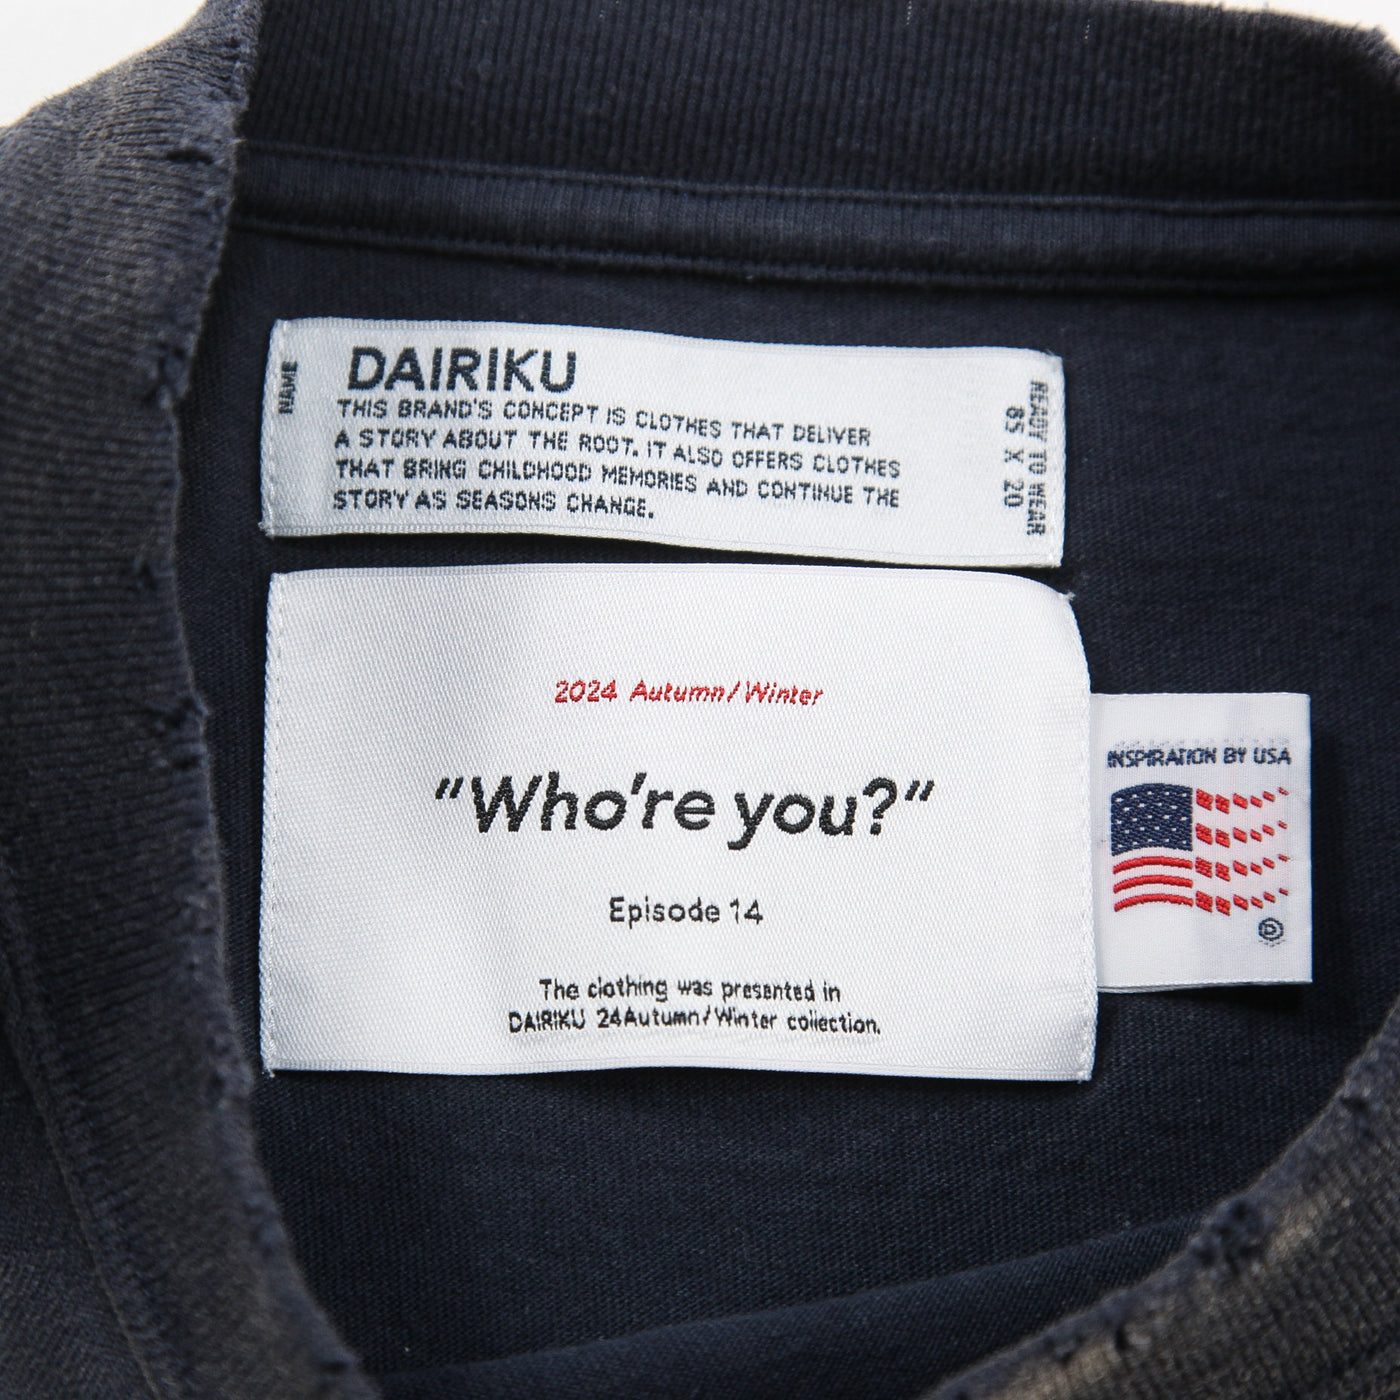 NAME
DAIRIKU
THIS BRAND'S CONCEPT IS CLOTHES THAT DELIVER
A STORY ABOUT THE ROOT. IT ALSO OFFERS CLOTHES
THAT BRING CHILDHOOD MEMORIES AND CONTINUE THE
STORY AS SEASONS CHANGE.
READY TO WEAR
85 X 20
2024 Autumn/Winter
"Who're you?"
Episode 14
The clothing was presented in
DAIRIKU 24Autumn/Winter collection.
INSPIRATION BY USA
D